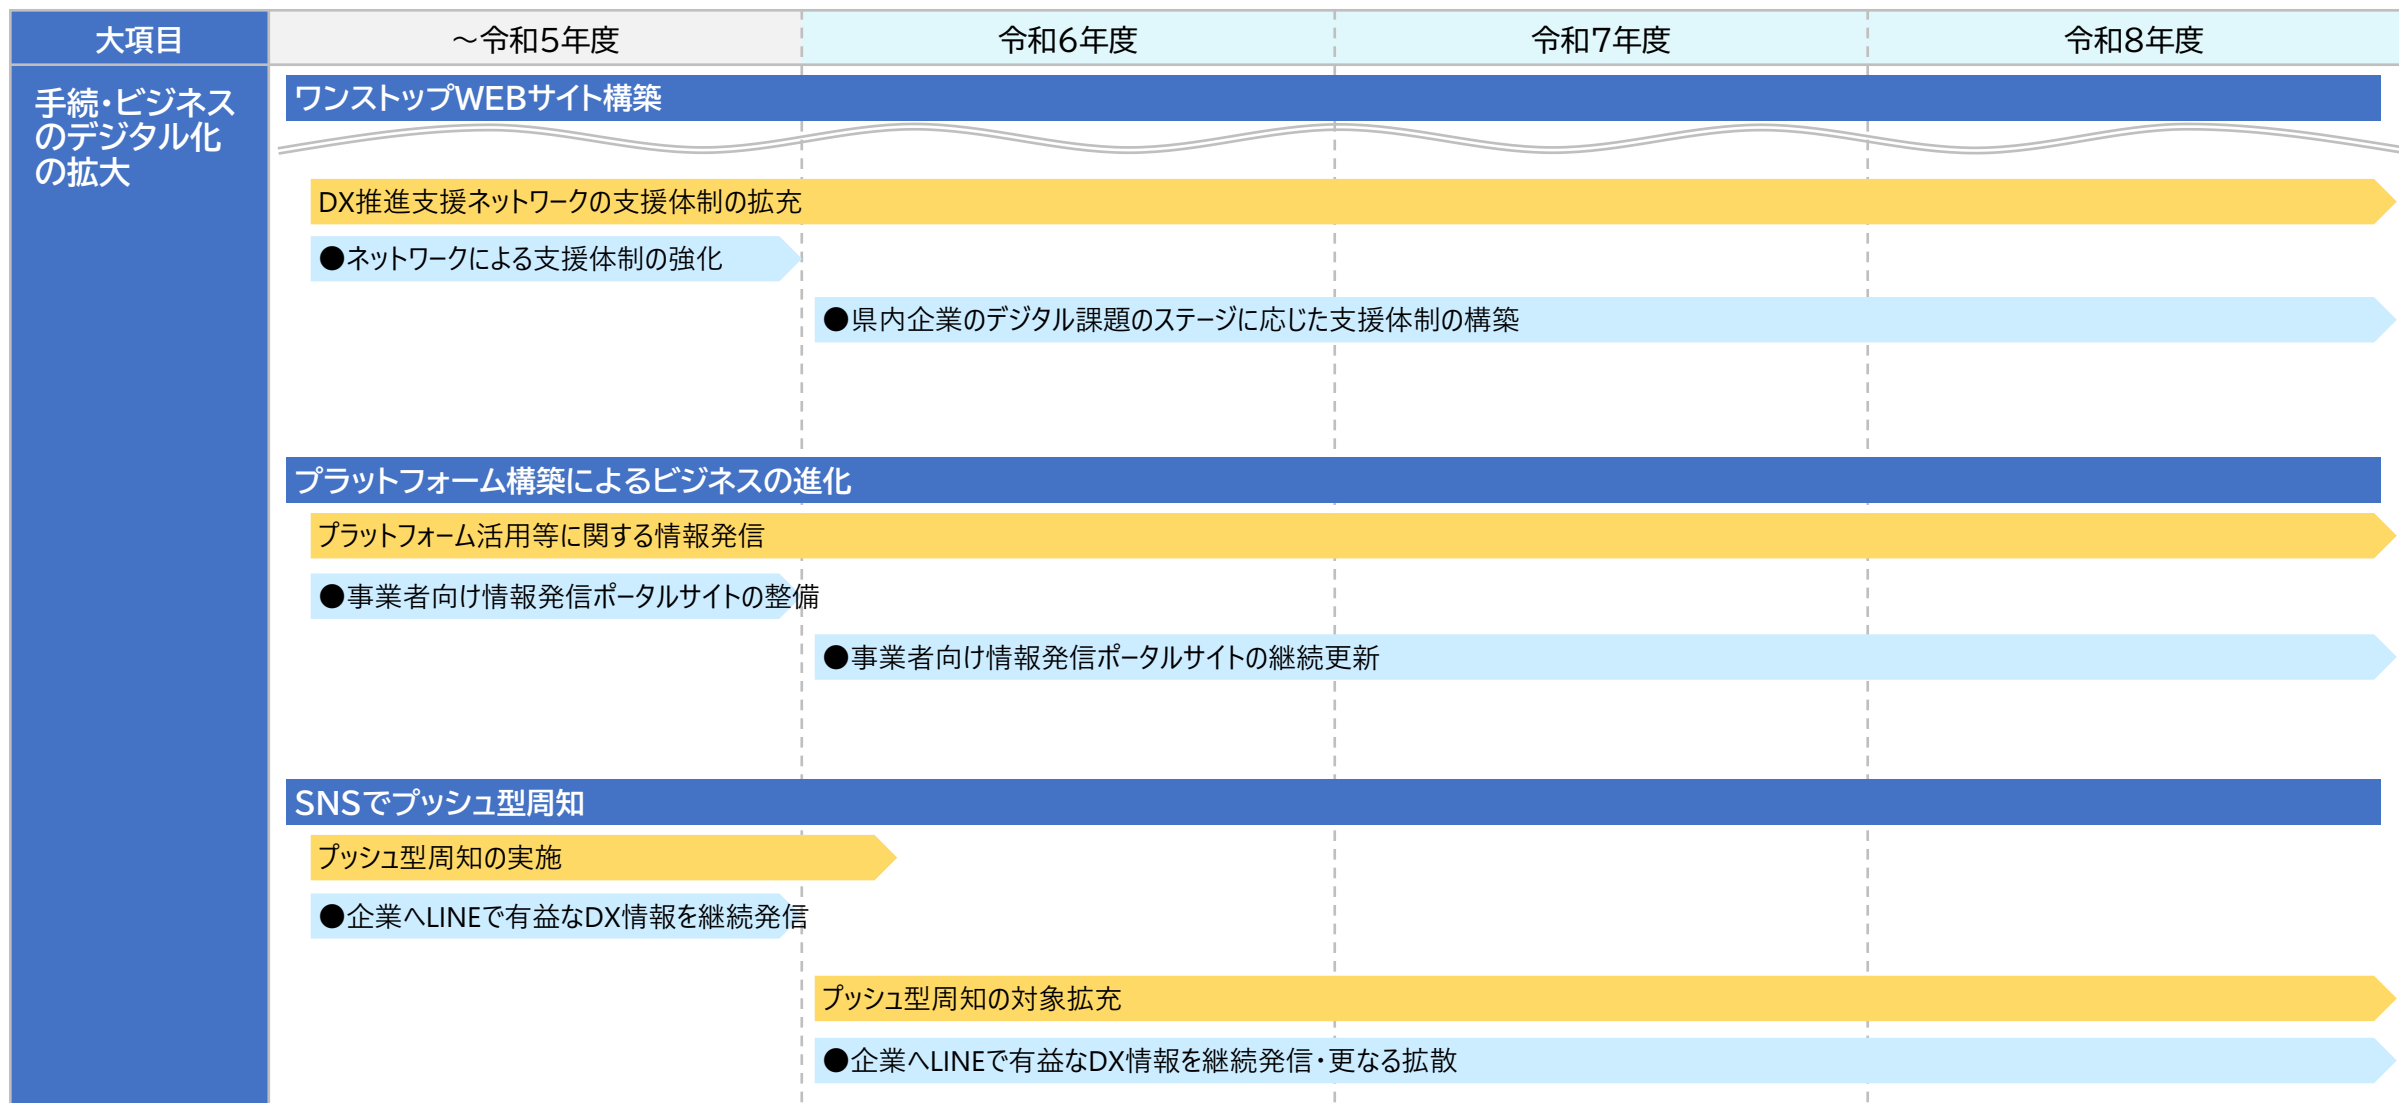 大項目
～令和5年度
令和6年度
令和7年度
令和8年度
手続・ビジネス
のデジタル化
の拡大
ワンストップWEBサイト構築
DX推進支援ネットワークの支援体制の拡充
●ネットワークによる支援体制の強化
●県内企業のデジタル課題のステージに応じた支援体制の構築
プラットフォーム構築によるビジネスの進化
プラットフォーム活用等に関する情報発信
●事業者向け情報発信ポータルサイトの整備
●事業者向け情報発信ポータルサイトの継続更新
SNSでプッシュ型周知
プッシュ型周知の実施
●企業へLINEで有益なDX情報を継続発信
プッシュ型周知の対象拡充
●企業へLINEで有益なDX情報を継続発信・更なる拡散